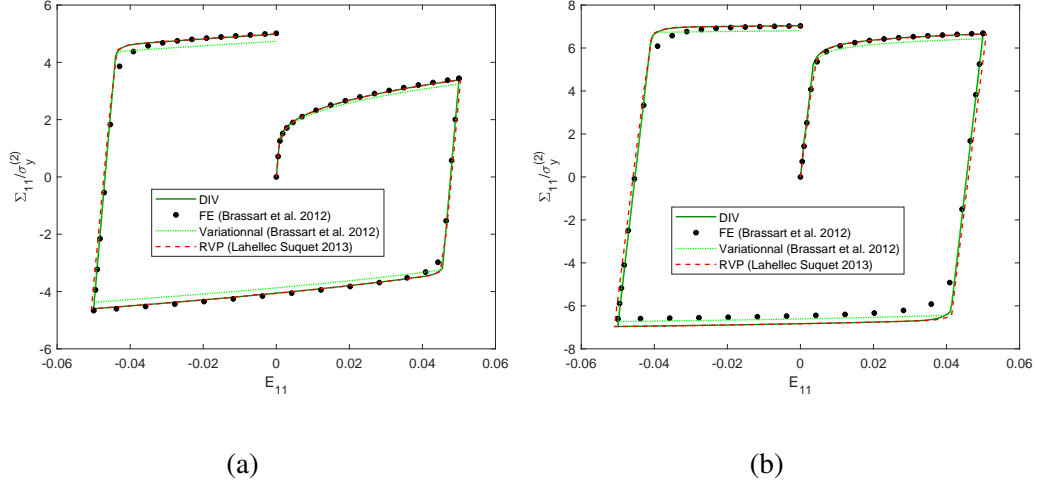 6
4
2
0
-2
-4
-6
Σ₁₁/σ_y^(2)
DIV
FE (Brassart et al. 2012)
Variationnal (Brassart et al. 2012)
RVP (Lahellec Suquet 2013)
-0.06 -0.04 -0.02 0 0.02 0.04 0.06
E₁₁
(a)
8
6
4
2
0
-2
-4
-6
-8
Σ₁₁/σ_y^(2)
DIV
FE (Brassart et al. 2012)
Variationnal (Brassart et al. 2012)
RVP (Lahellec Suquet 2013)
-0.06 -0.04 -0.02 0 0.02 0.04 0.06
E₁₁
(b)